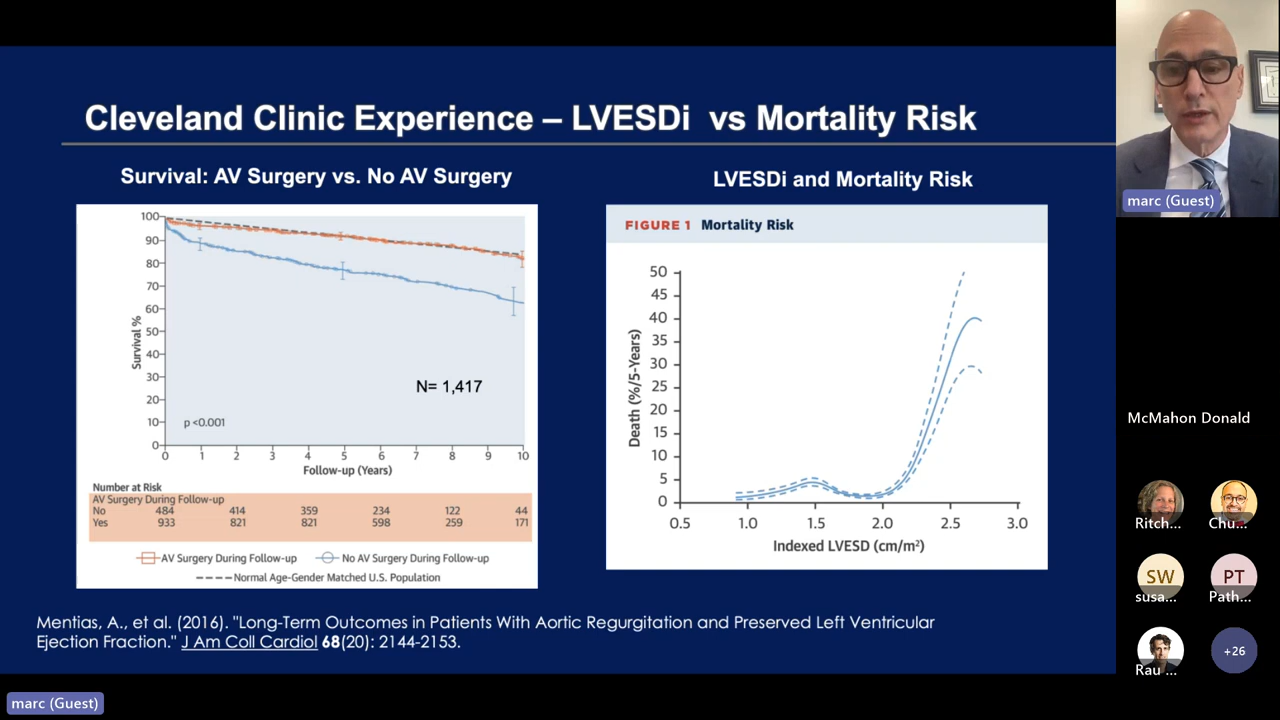 Cleveland Clinic Experience – LVESDi vs Mortality Risk
Survival: AV Surgery vs. No AV Surgery
100
90
80
70
60
50
40
30
20
10
0
Survival %
N= 1,417
p <0.001
0 1 2 3 4 5 6 7 8 9 10
Follow-up (Years)
Number at Risk
AV Surgery During Follow-up
No 484 414 359 234 122 44
Yes 933 821 821 598 259 171
AV Surgery During Follow-up No AV Surgery During Follow-up
Normal Age-Gender Matched U.S. Population
LVESDi and Mortality Risk
FIGURE 1 Mortality Risk
50
45
40
35
30
25
20
15
10
5
0
Death (%/5-Years)
0.5 1.0 1.5 2.0 2.5 3.0
Indexed LVESD (cm/m²)
Mentias, A., et al. (2016). "Long-Term Outcomes in Patients With Aortic Regurgitation and Preserved Left Ventricular
Ejection Fraction." J Am Coll Cardiol 68(20): 2144-2153.
marc (Guest)
marc (Guest)
McMahon Donald
Ritch... Chu...
SW PT
susa... Path...
Rau ... +26